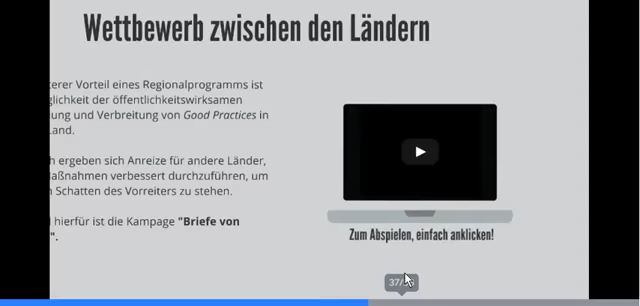 Wettbewerb zwischen den Ländern
terer Vorteil eines Regionalprogramms ist
glichkeit der öffentlichkeitswirksamen
lung und Verbreitung von Good Practices in
and.
h ergeben sich Anreize für andere Länder,
aßnahmen verbessert durchzuführen, um
n Schatten des Vorreiters zu stehen.
l hierfür ist die Kampage "Briefe von
".
Zum Abspielen, einfach anklicken!